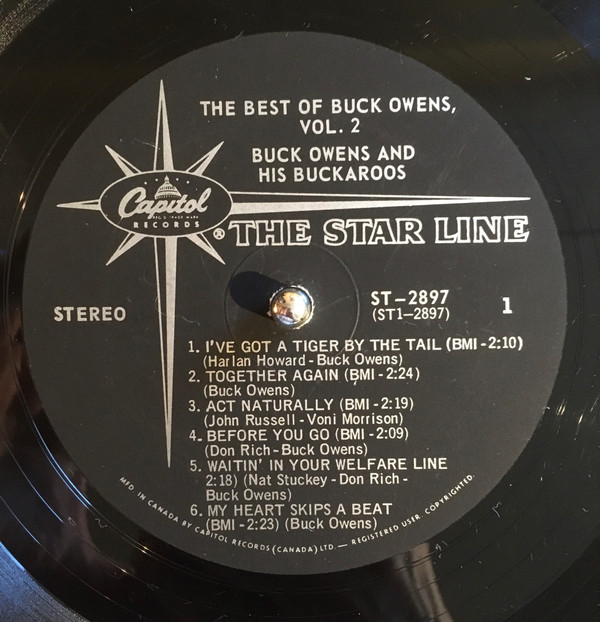 THE BEST OF BUCK OWENS,
VOL. 2
BUCK OWENS AND
HIS BUCKAROOS
Capitol
REG. U.S. TRADE MARK
RECORDS
® THE STAR LINE
STEREO
ST-2897
(ST1-2897)
1
1. I'VE GOT A TIGER BY THE TAIL (BMI-2:10)
(Harlan Howard-Buck Owens)
2. TOGETHER AGAIN (BMI-2:24)
(Buck Owens)
3. ACT NATURALLY (BMI-2:19)
(John Russell-Voni Morrison)
4. BEFORE YOU GO (BMI-2:09)
(Don Rich-Buck Owens)
5. WAITIN' IN YOUR WELFARE LINE
2:18) (Nat Stuckey-Don Rich-
Buck Owens)
6. MY HEART SKIPS A BEAT
(BMI-2:23) (Buck Owens)
MFD. IN CANADA BY CAPITOL RECORDS (CANADA) LTD. — REGISTERED USER. COPYRIGHTED.